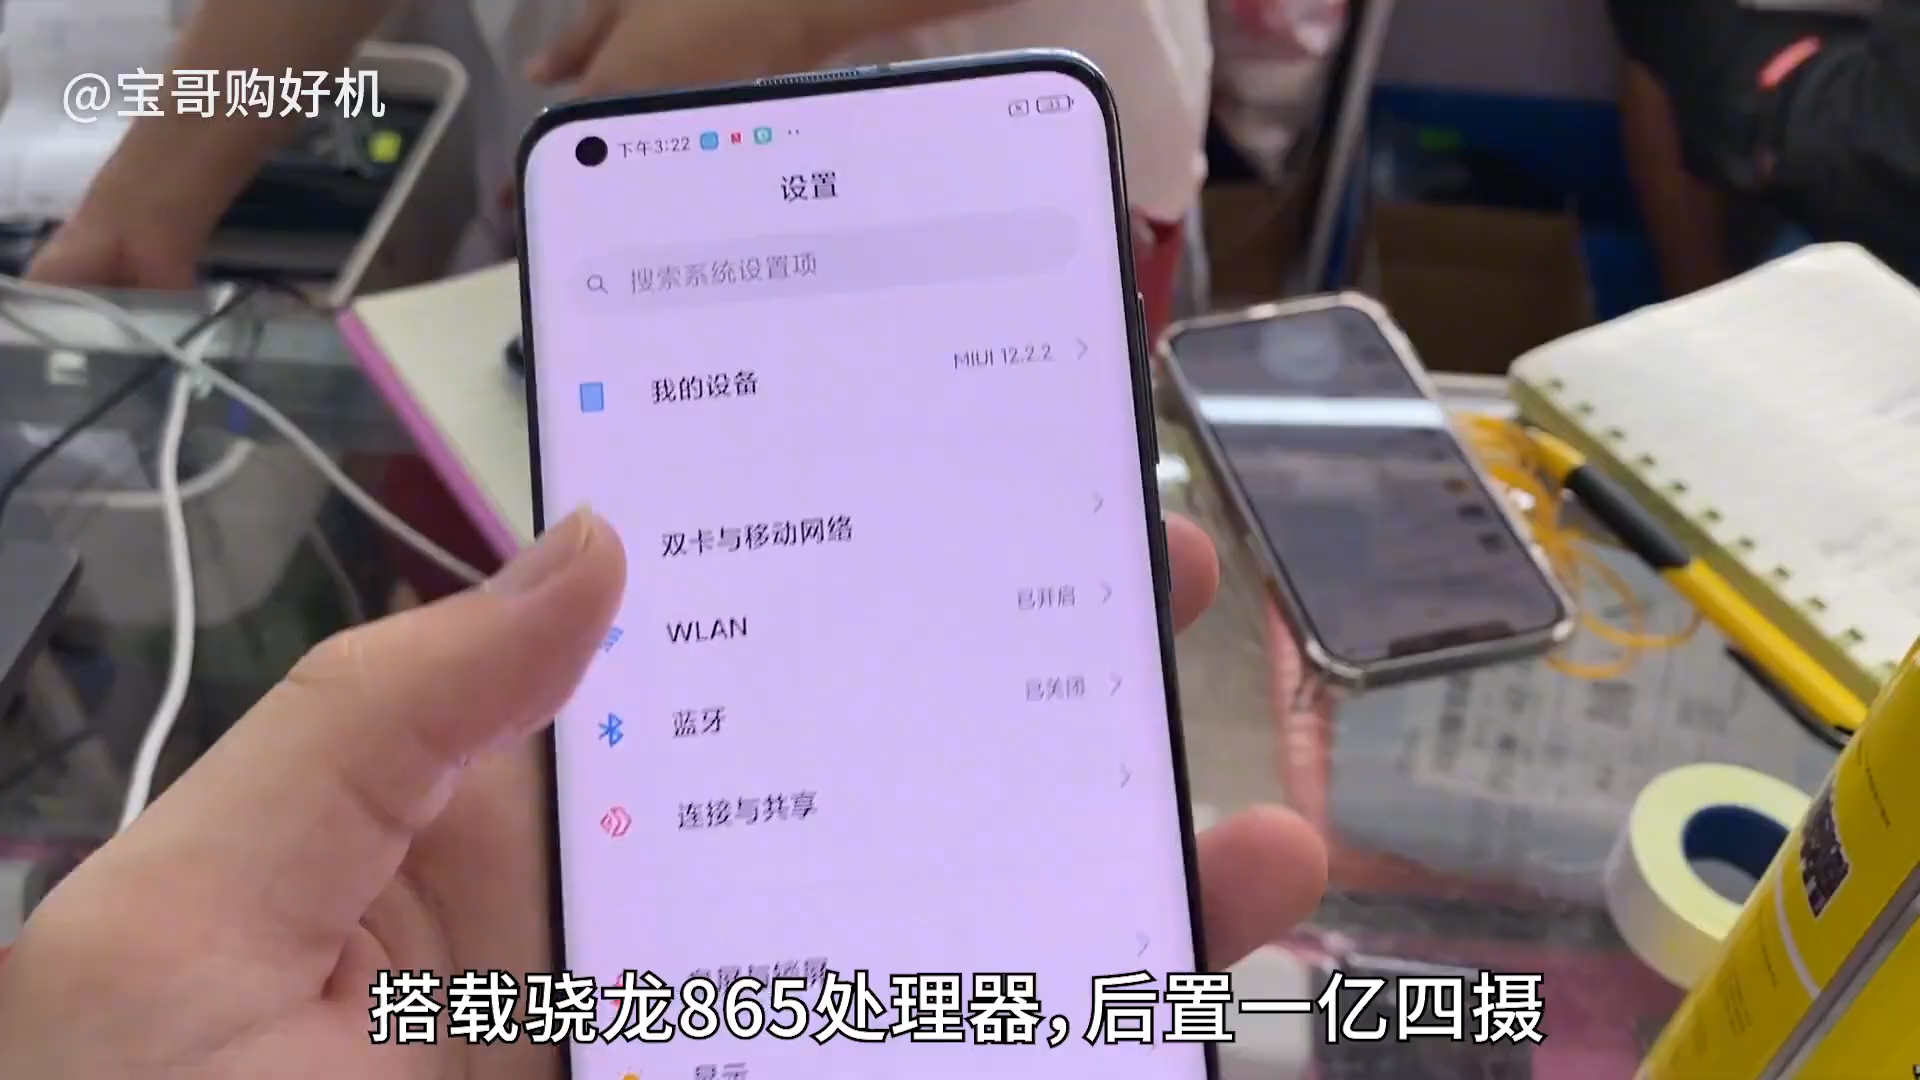 @宝哥购好机
下午3:22
设置
搜索系统设置项
我的设备 MIUI 12.2.2
双卡与移动网络
WLAN 已开启
蓝牙 已关闭
连接与共享
显示
搭载骁龙865处理器，后置一亿四摄